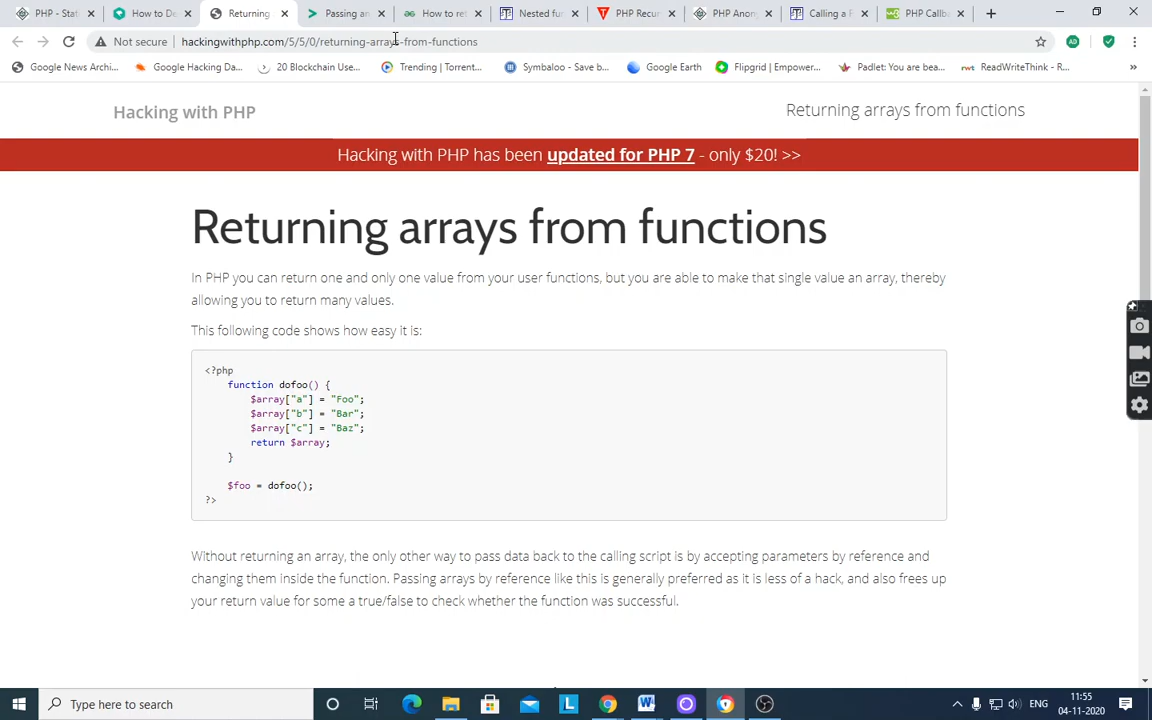 PHP - Stat
How to De
Returning
Passing an
How to ret
Nested fu
PHP Recu
PHP Anon
Calling a F
PHP Callb
Not secure
hackingwithphp.com/5/5/0/returning-arrays-from-functions
Google News Archi...
Google Hacking Da...
20 Blockchain Use...
Trending | Torrent...
Symbaloo - Save b...
Google Earth
Flipgrid | Empower...
Padlet: You are bea...
ReadWriteThink - R...
»
Hacking with PHP
Returning arrays from functions
Hacking with PHP has been updated for PHP 7 - only $20! >>
Returning arrays from functions
In PHP you can return one and only one value from your user functions, but you are able to make that single value an array, thereby
allowing you to return many values.
This following code shows how easy it is:
<?php
function dofoo() {
$array["a"] = "Foo";
$array["b"] = "Bar";
$array["c"] = "Baz";
return $array;
}
$foo = dofoo();
?>
Without returning an array, the only other way to pass data back to the calling script is by accepting parameters by reference and
changing them inside the function. Passing arrays by reference like this is generally preferred as it is less of a hack, and also frees up
your return value for some a true/false to check whether the function was successful.
Type here to search
ENG
11:55
04-11-2020